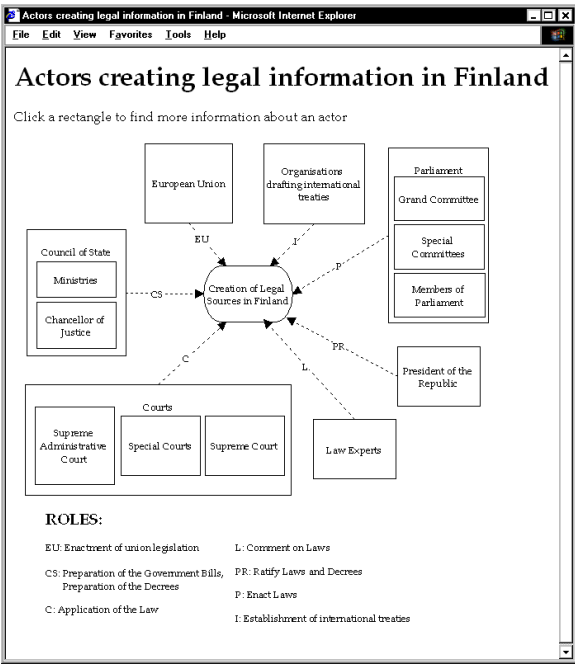 Actors creating legal information in Finland - Microsoft Internet Explorer
File Edit View Favorites Tools Help
Actors creating legal information in Finland
Click a rectangle to find more information about an actor
European Union
Organisations
drafting international
treaties
Parliament
Grand Committee
Special
Committees
Members of
Parliament
EU
I
P
Council of State
Ministries
Chancellor of
Justice
CS
Creation of Legal
Sources in Finland
C
L
PR
President of the
Republic
Courts
Supreme
Administrative
Court
Special Courts
Supreme Court
Law Experts
ROLES:
EU: Enactment of union legislation
CS: Preparation of the Government Bills,
Preparation of the Decrees
C: Application of the Law
L: Comment on Laws
PR: Ratify Laws and Decrees
P: Enact Laws
I: Establishment of international treaties